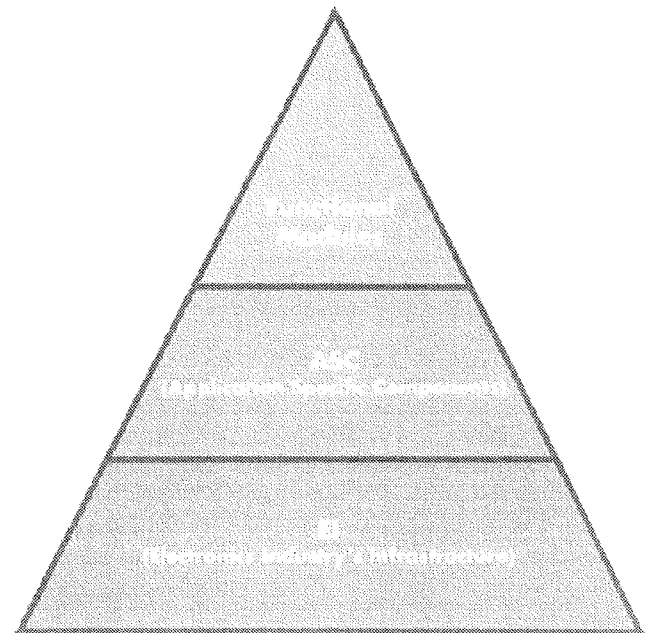 Functional
Modules
ASC
(Application Specific Components)
EI
(Electronic Industry's Infrastructure)